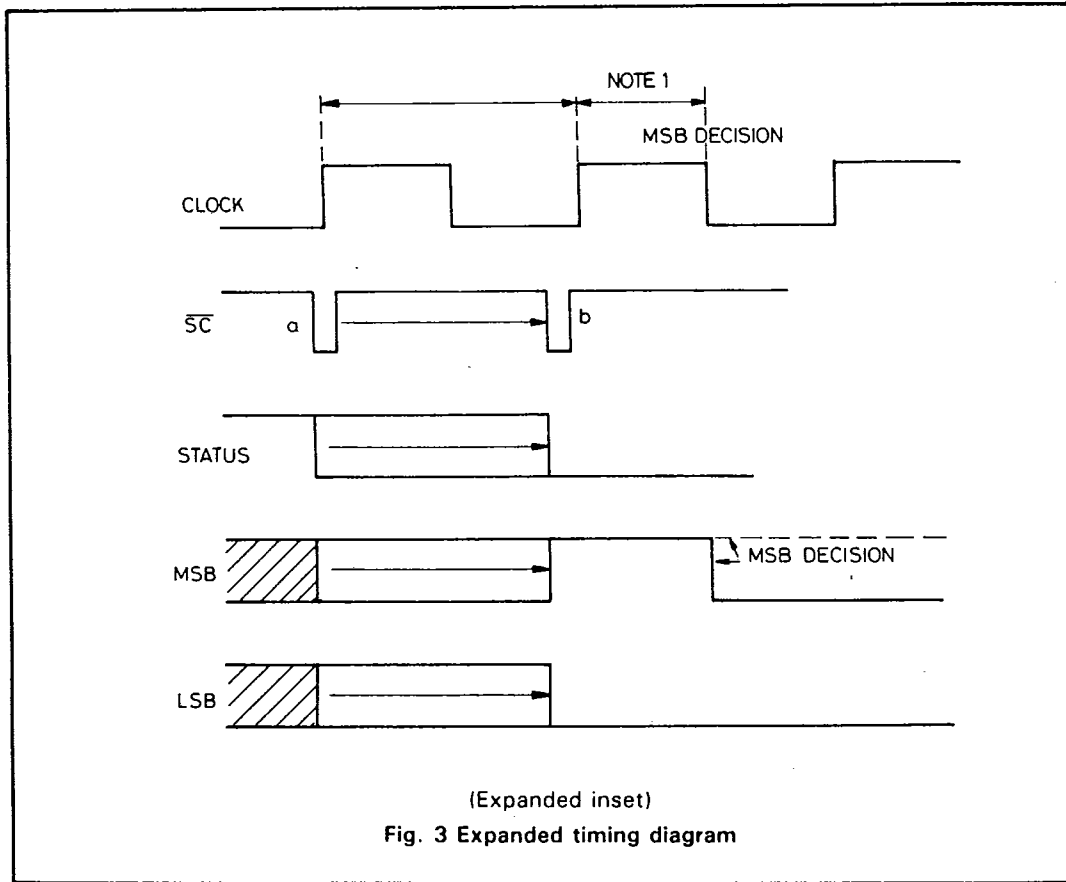 NOTE 1
MSB DECISION
CLOCK
SC
a
b
STATUS
MSB
MSB DECISION
LSB
(Expanded inset)
Fig. 3 Expanded timing diagram